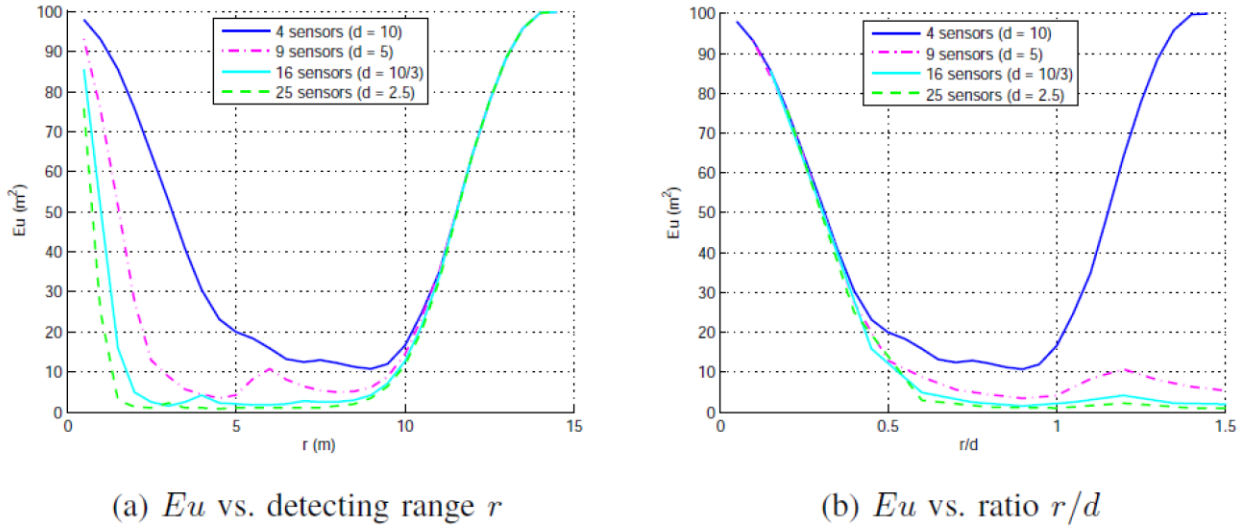 100
90
80
70
60
50
40
30
20
10
0
Eu (m²)
4 sensors (d = 10)
9 sensors (d = 5)
16 sensors (d = 10/3)
25 sensors (d = 2.5)
0 5 10 15
r (m)
(a) Eu vs. detecting range r
100
90
80
70
60
50
40
30
20
10
0
Eu (m²)
4 sensors (d = 10)
9 sensors (d = 5)
16 sensors (d = 10/3)
25 sensors (d = 2.5)
0 0.5 1 1.5
r/d
(b) Eu vs. ratio r/d